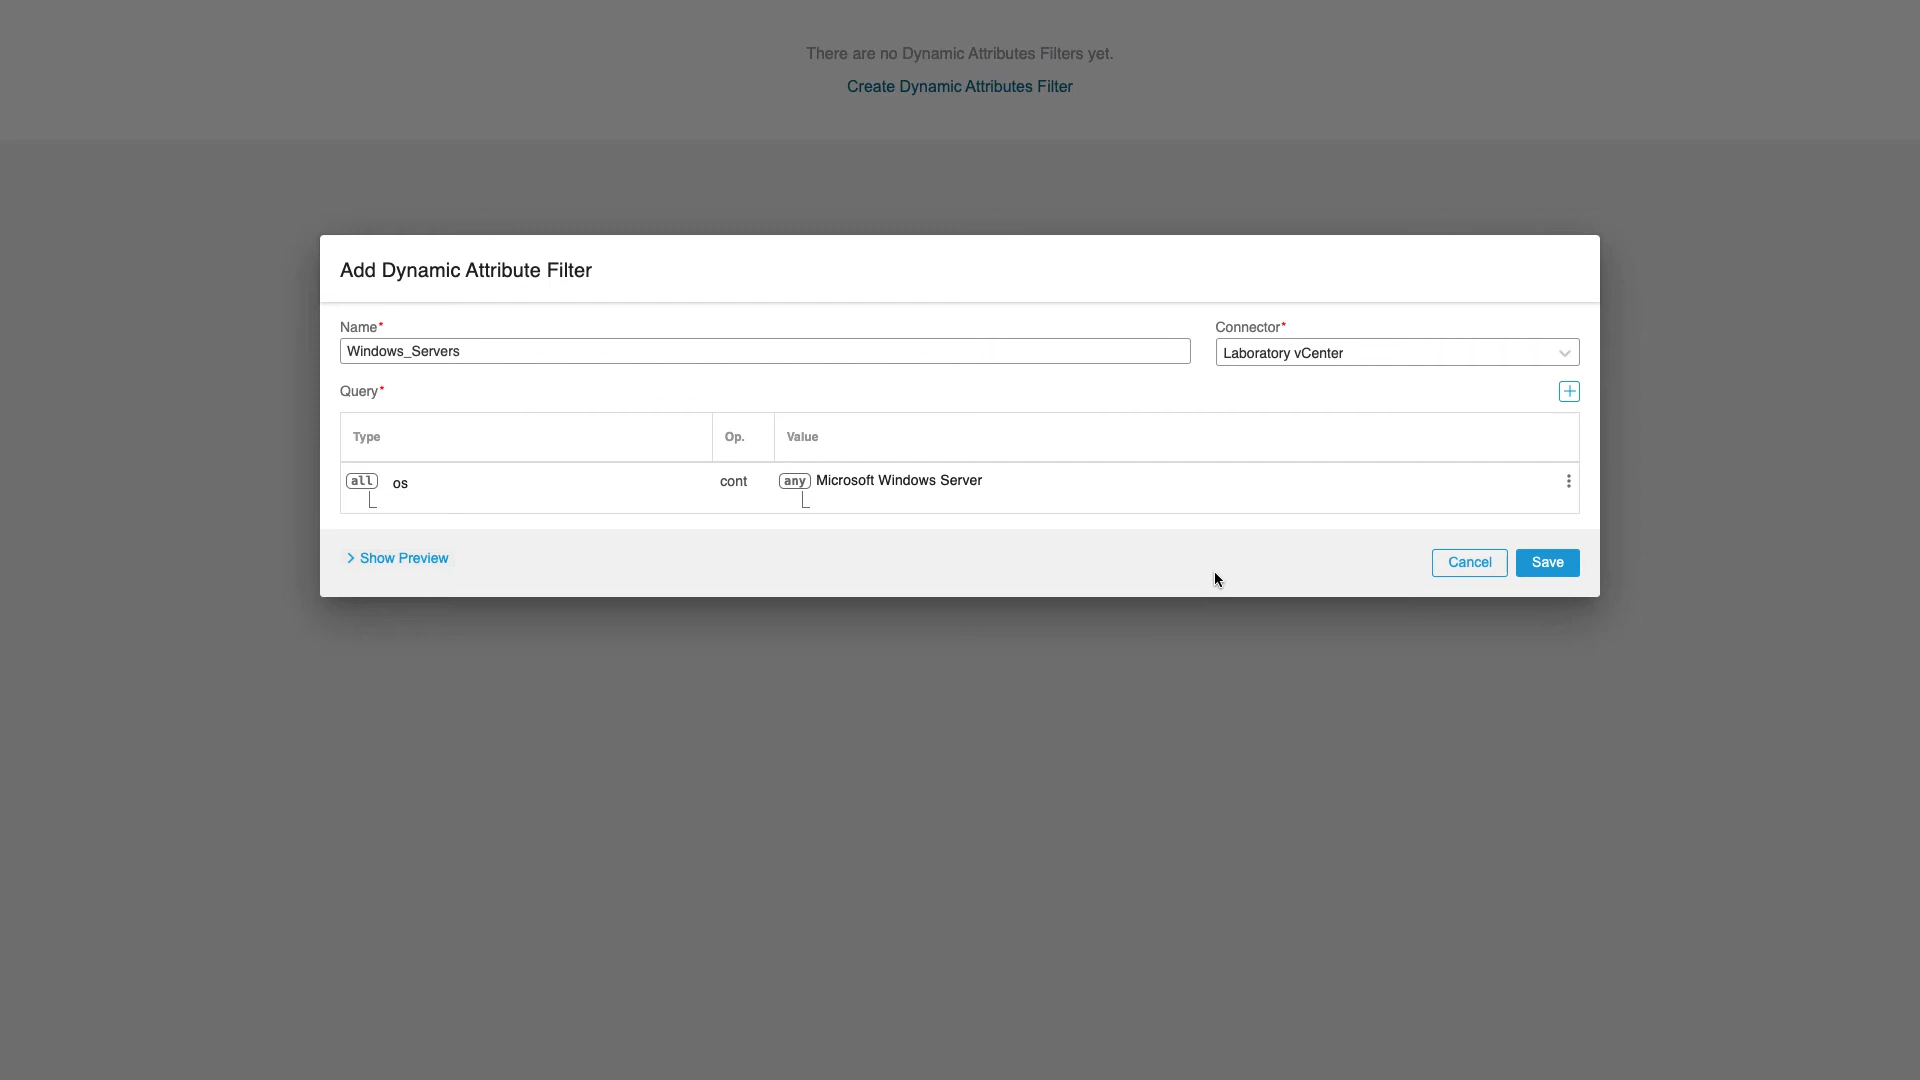 There are no Dynamic Attributes Filters yet.
Create Dynamic Attributes Filter
Add Dynamic Attribute Filter
Name*
Connector*
Windows_Servers
Laboratory vCenter
Query*
Type Op. Value
all os cont any Microsoft Windows Server
Show Preview
Cancel Save